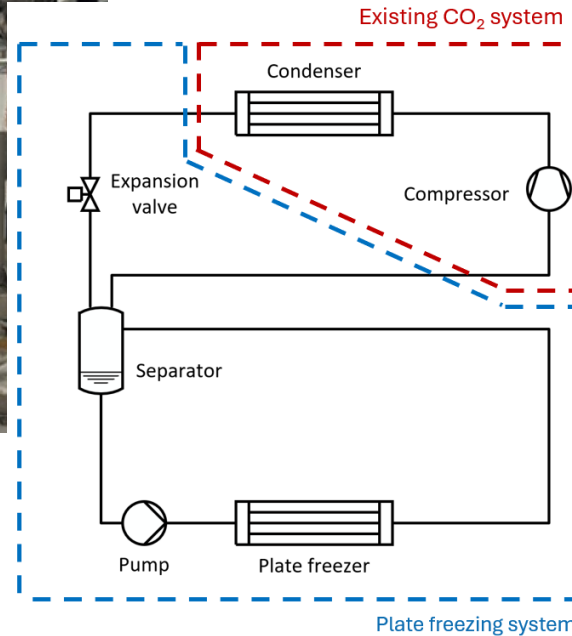 Existing CO₂ system
Condenser
Expansion
valve
Compressor
Separator
Pump
Plate freezer
Plate freezing system